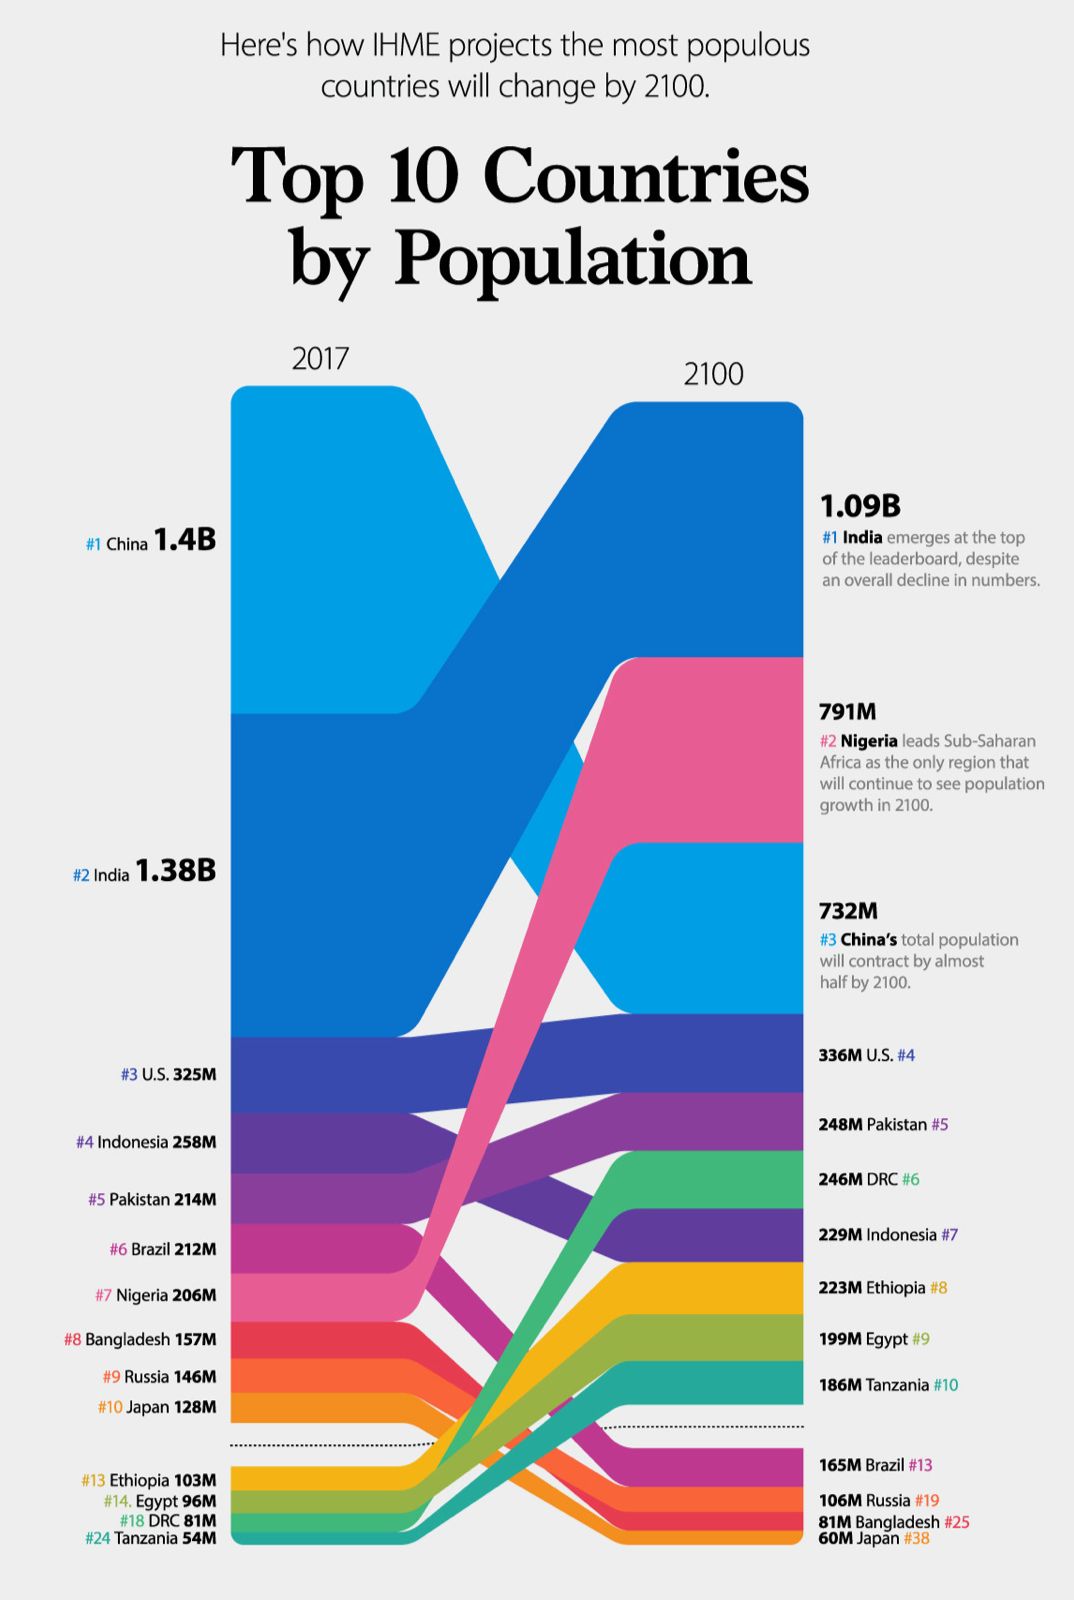 Here's how IHME projects the most populous
countries will change by 2100.
Top 10 Countries
by Population
2017
2100
#1 China 1.4B
#2 India 1.38B
#3 U.S. 325M
#4 Indonesia 258M
#5 Pakistan 214M
#6 Brazil 212M
#7 Nigeria 206M
#8 Bangladesh 157M
#9 Russia 146M
#10 Japan 128M
#13 Ethiopia 103M
#14. Egypt 96M
#18 DRC 81M
#24 Tanzania 54M
1.09B
#1 India emerges at the top
of the leaderboard, despite
an overall decline in numbers.
791M
#2 Nigeria leads Sub-Saharan
Africa as the only region that
will continue to see population
growth in 2100.
732M
#3 China's total population
will contract by almost
half by 2100.
336M U.S. #4
248M Pakistan #5
246M DRC #6
229M Indonesia #7
223M Ethiopia #8
199M Egypt #9
186M Tanzania #10
165M Brazil #13
106M Russia #19
81M Bangladesh #25
60M Japan #38